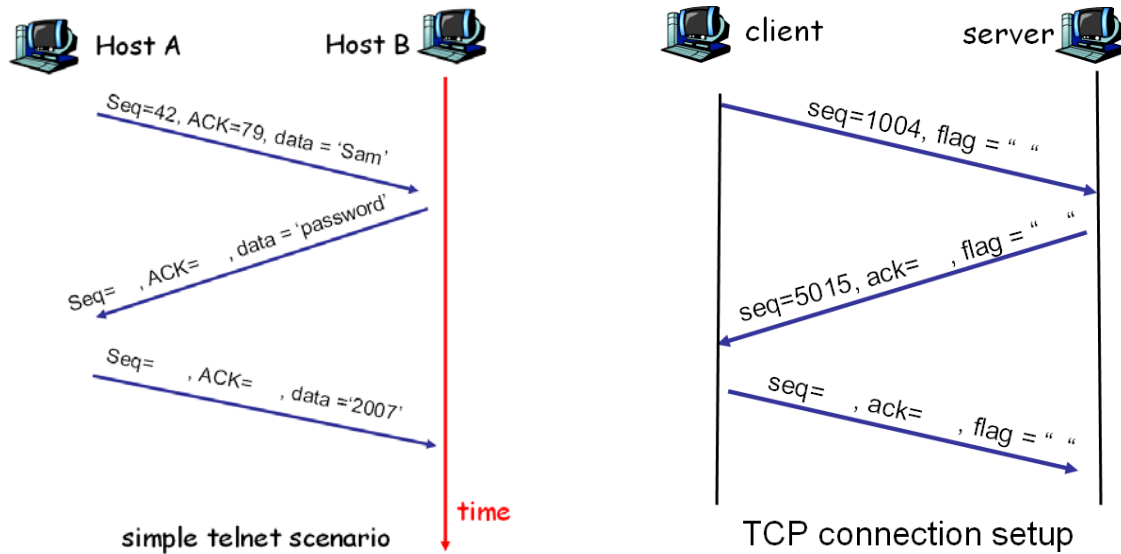 Host A
Host B
Seq=42, ACK=79, data = ‘Sam’
Seq= , ACK= , data = ‘password’
Seq= , ACK= , data =‘2007’
time
simple telnet scenario
client
server
seq=1004, flag = “ “
seq=5015, ack= , flag = “ “
seq= , ack= , flag = “ “
TCP connection setup